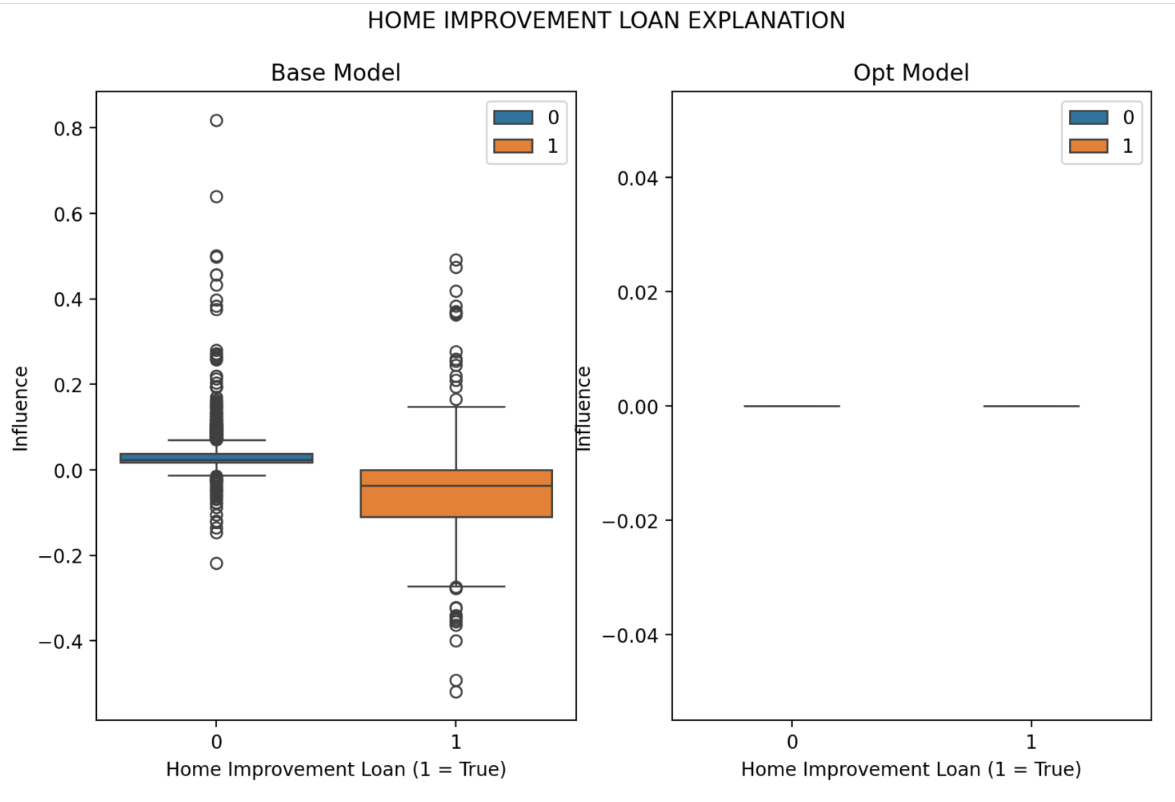 HOME IMPROVEMENT LOAN EXPLANATION
Base Model
0
1
0.8
0.6
0.4
0.2
0.0
−0.2
−0.4
Influence
0
1
Home Improvement Loan (1 = True)
Opt Model
0
1
0.04
0.02
0.00
−0.02
−0.04
Influence
0
1
Home Improvement Loan (1 = True)